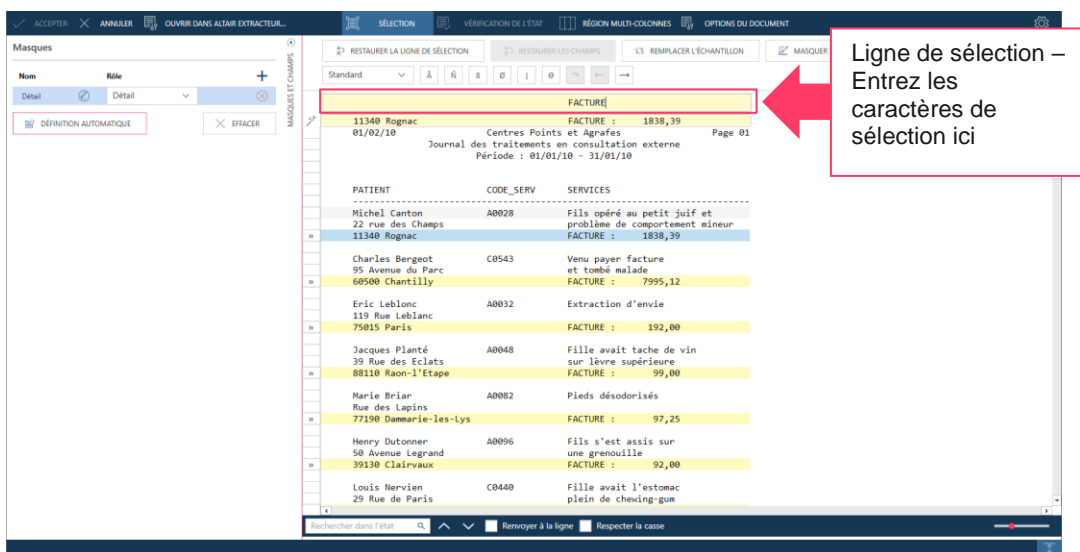 ACCEPTER ANNULER OUVRIR DANS ALTAIR EXTRACTEUR... SÉLECTION VÉRIFICATION DE L'ÉTAT RÉGION MULTI-COLONNES OPTIONS DU DOCUMENT
Masques
Nom Rôle
Détail Détail
DÉFINITION AUTOMATIQUE EFFACER
MASQUES ET CHAMPS
RESTAURER LA LIGNE DE SÉLECTION RESTAURER LES CHAMPS REMPLACER L'ÉCHANTILLON MASQUER
Standard Ä Ñ ß Ø | ¬ ← →
Ligne de sélection –
Entrez les
caractères de
sélection ici
FACTURE
11340 Rognac FACTURE : 1838,39
01/02/10 Centres Points et Agrafes Page 01
Journal des traitements en consultation externe
Période : 01/01/10 - 31/01/10
PATIENT CODE_SERV SERVICES
Michel Canton A0028 Fils opéré au petit juif et
22 rue des Champs problème de comportement mineur
11340 Rognac FACTURE : 1838,39
Charles Bergeot C0543 Venu payer facture
95 Avenue du Parc et tombé malade
60500 Chantilly FACTURE : 7995,12
Eric Leblonc A0032 Extraction d'envie
119 Rue Leblanc
75015 Paris FACTURE : 192,00
Jacques Planté A0048 Fille avait tache de vin
39 Rue des Eclats sur lèvre supérieure
88110 Raon-l'Etape FACTURE : 99,00
Marie Briar A0082 Pieds désodorisés
Rue des Lapins
77190 Dammarie-les-Lys FACTURE : 97,25
Henry Dutonner A0096 Fils s'est assis sur
50 Avenue Legrand une grenouille
39130 Clairvaux FACTURE : 92,00
Louis Nervien C0440 Fille avait l'estomac
29 Rue de Paris plein de chewing-gum
Rechercher dans l'état Renvoyer à la ligne Respecter la casse